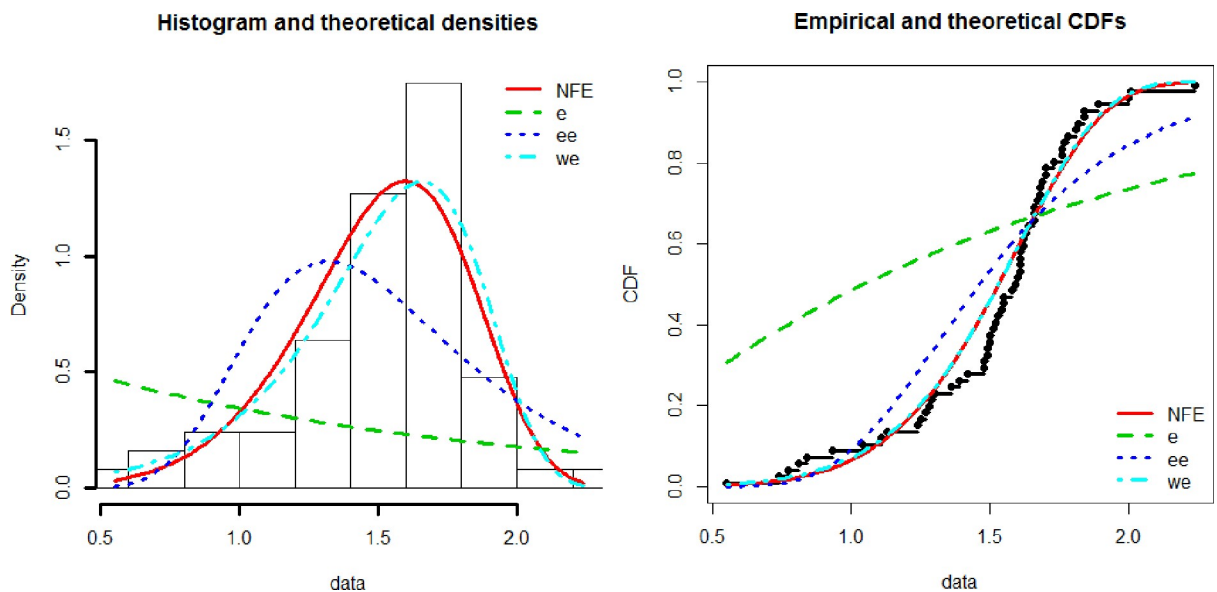 Histogram and theoretical densities
NFE
e
ee
we
1.5
1.0
0.5
0.0
Density
0.5
1.0
1.5
2.0
data
Empirical and theoretical CDFs
1.0
0.8
0.6
0.4
0.2
0.0
CDF
NFE
e
ee
we
0.5
1.0
1.5
2.0
data